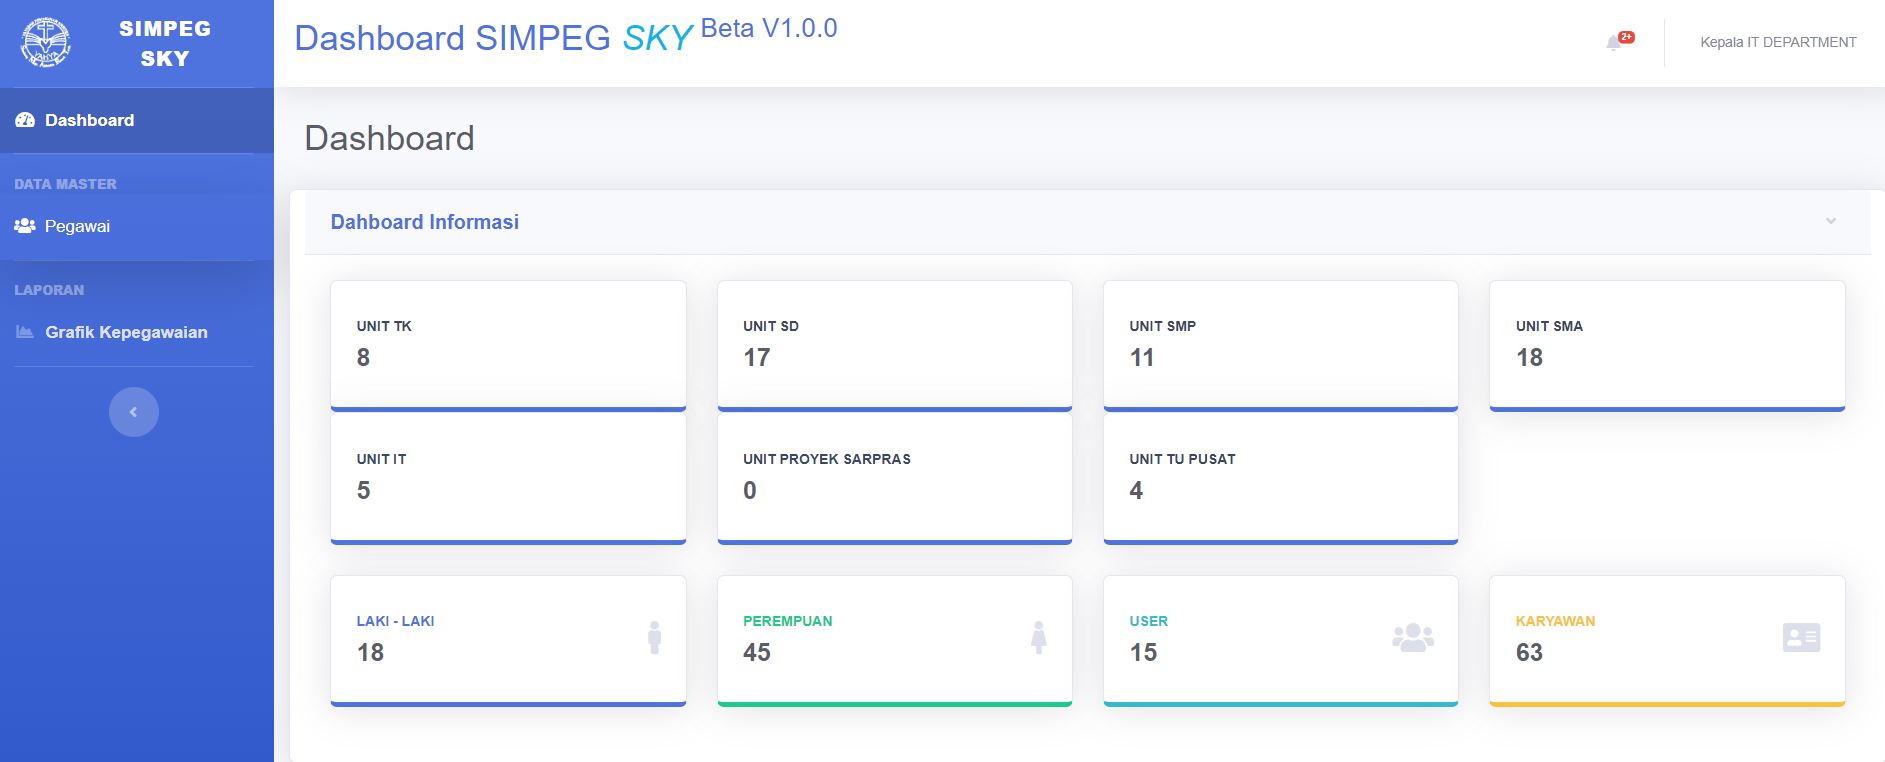 SIMPEG
SKY
Dashboard SIMPEG SKY Beta V1.0.0
2+
Kepala IT DEPARTMENT
Dashboard
DATA MASTER
Pegawai
LAPORAN
Grafik Kepegawaian
Dashboard
Dahboard Informasi
UNIT TK
8
UNIT SD
17
UNIT SMP
11
UNIT SMA
18
UNIT IT
5
UNIT PROYEK SARPRAS
0
UNIT TU PUSAT
4
LAKI - LAKI
18
PEREMPUAN
45
USER
15
KARYAWAN
63